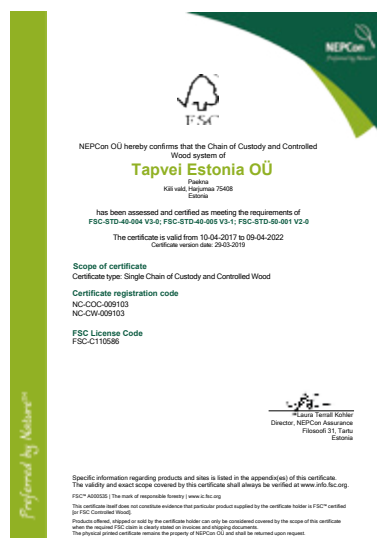 NEPCon
Preferred by Nature™
FSC
NEPCon OÜ hereby confirms that the Chain of Custody and Controlled
Wood system of
Tapvei Estonia OÜ
Paekna
Kiili vald, Harjumaa 75408
Estonia
has been assessed and certified as meeting the requirements of
FSC-STD-40-004 V3-0; FSC-STD-40-005 V3-1; FSC-STD-50-001 V2-0
The certificate is valid from 10-04-2017 to 09-04-2022
Certificate version date: 29-03-2019
Scope of certificate
Certificate type: Single Chain of Custody and Controlled Wood
Certificate registration code
NC-COC-009103
NC-CW-009103
FSC License Code
FSC-C110586
Laura Terrall Kohler
Director, NEPCon Assurance
Filosoofi 31, Tartu
Estonia
Preferred by Nature™
Specific information regarding products and sites is listed in the appendix(es) of this certificate.
The validity and exact scope covered by this certificate shall always be verified at www.info.fsc.org.
FSC™ A000535 | The mark of responsible forestry | www.ic.fsc.org
This certificate itself does not constitute evidence that particular product supplied by the certificate holder is FSC™ certified
[or FSC Controlled Wood].
Products offered, shipped or sold by the certificate holder can only be considered covered by the scope of this certificate
when the required FSC claim is clearly stated on invoices and shipping documents.
The physical printed certificate remains the property of NEPCon OÜ and shall be returned upon request.